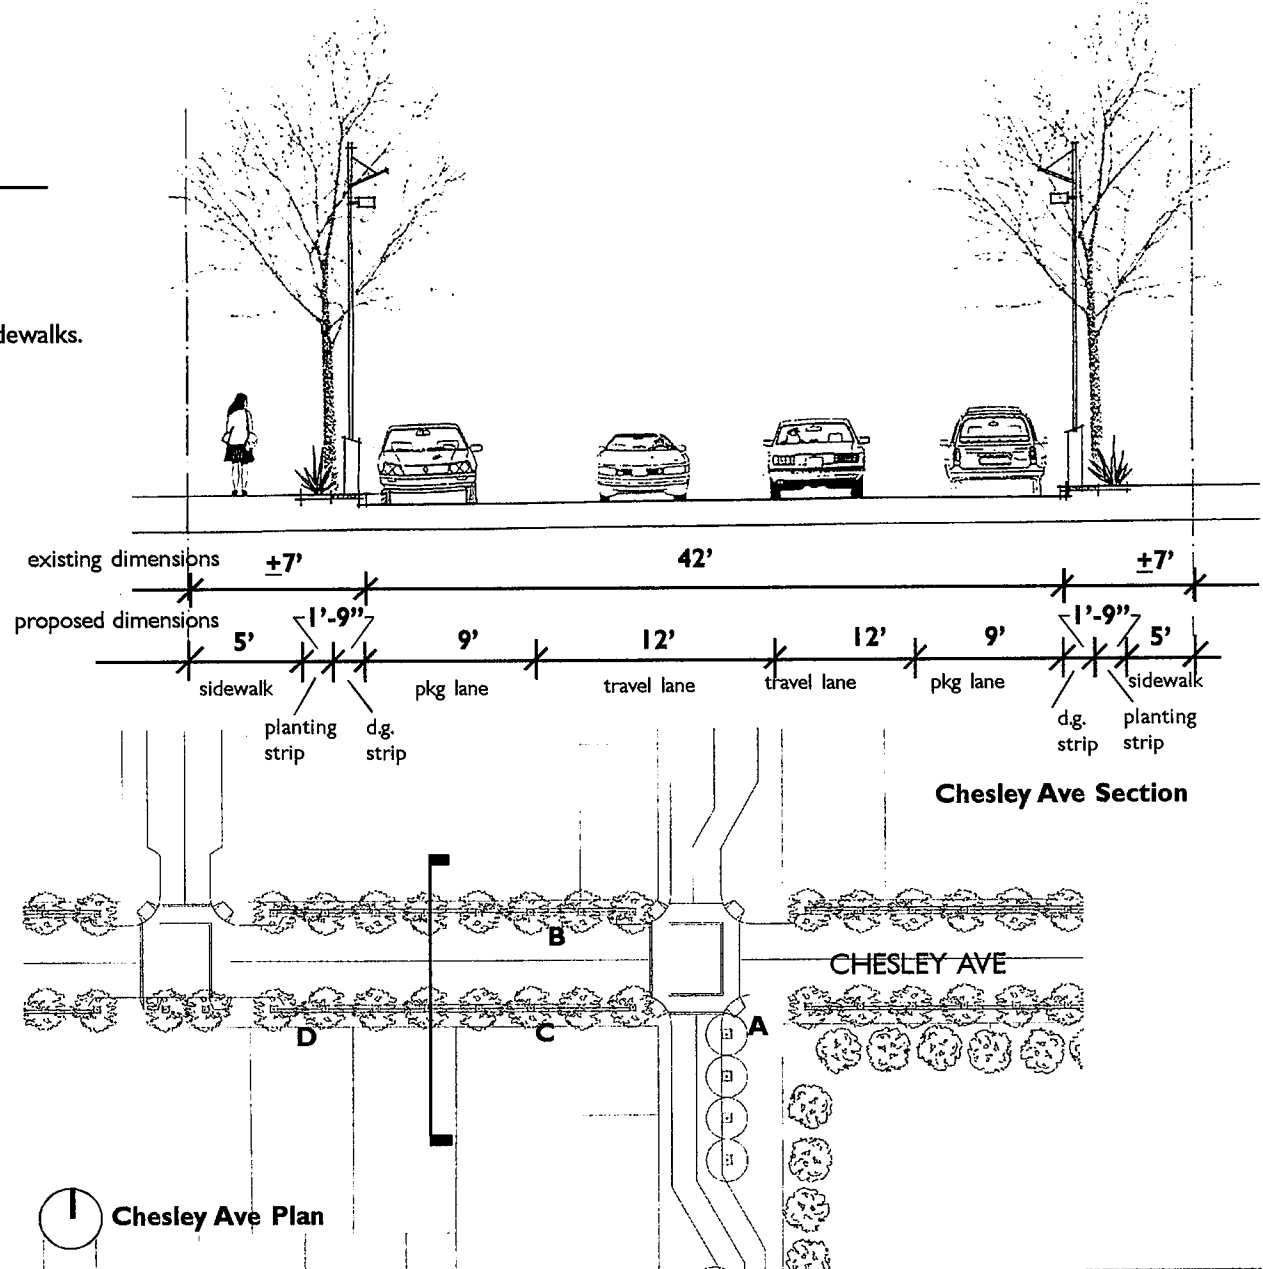 dewalks.
existing dimensions ±7' 42' ±7'
proposed dimensions 1'-9" 1'-9"
5' 9' 12' 12' 9' 5'
sidewalk pkg lane travel lane travel lane pkg lane sidewalk
planting strip
d.g. strip
d.g. strip
planting strip
Chesley Ave Section
B
CHESLEY AVE
D
C
A
Chesley Ave Plan